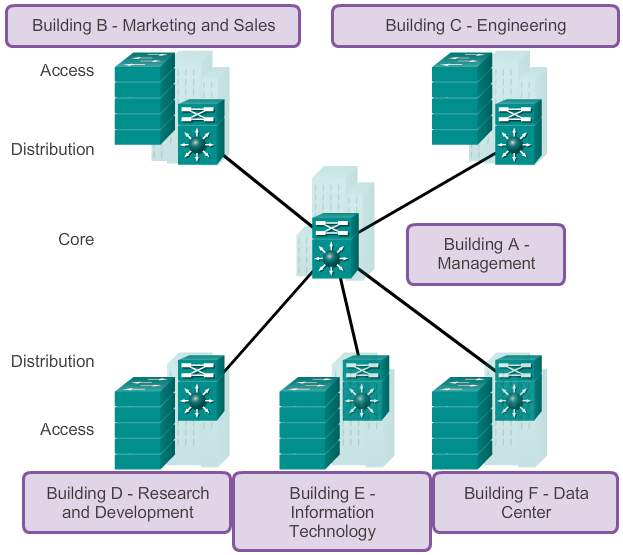 Building B - Marketing and Sales
Building C - Engineering
Access
Distribution
Core
Building A -
Management
Distribution
Access
Building D - Research
and Development
Building E -
Information
Technology
Building F - Data
Center